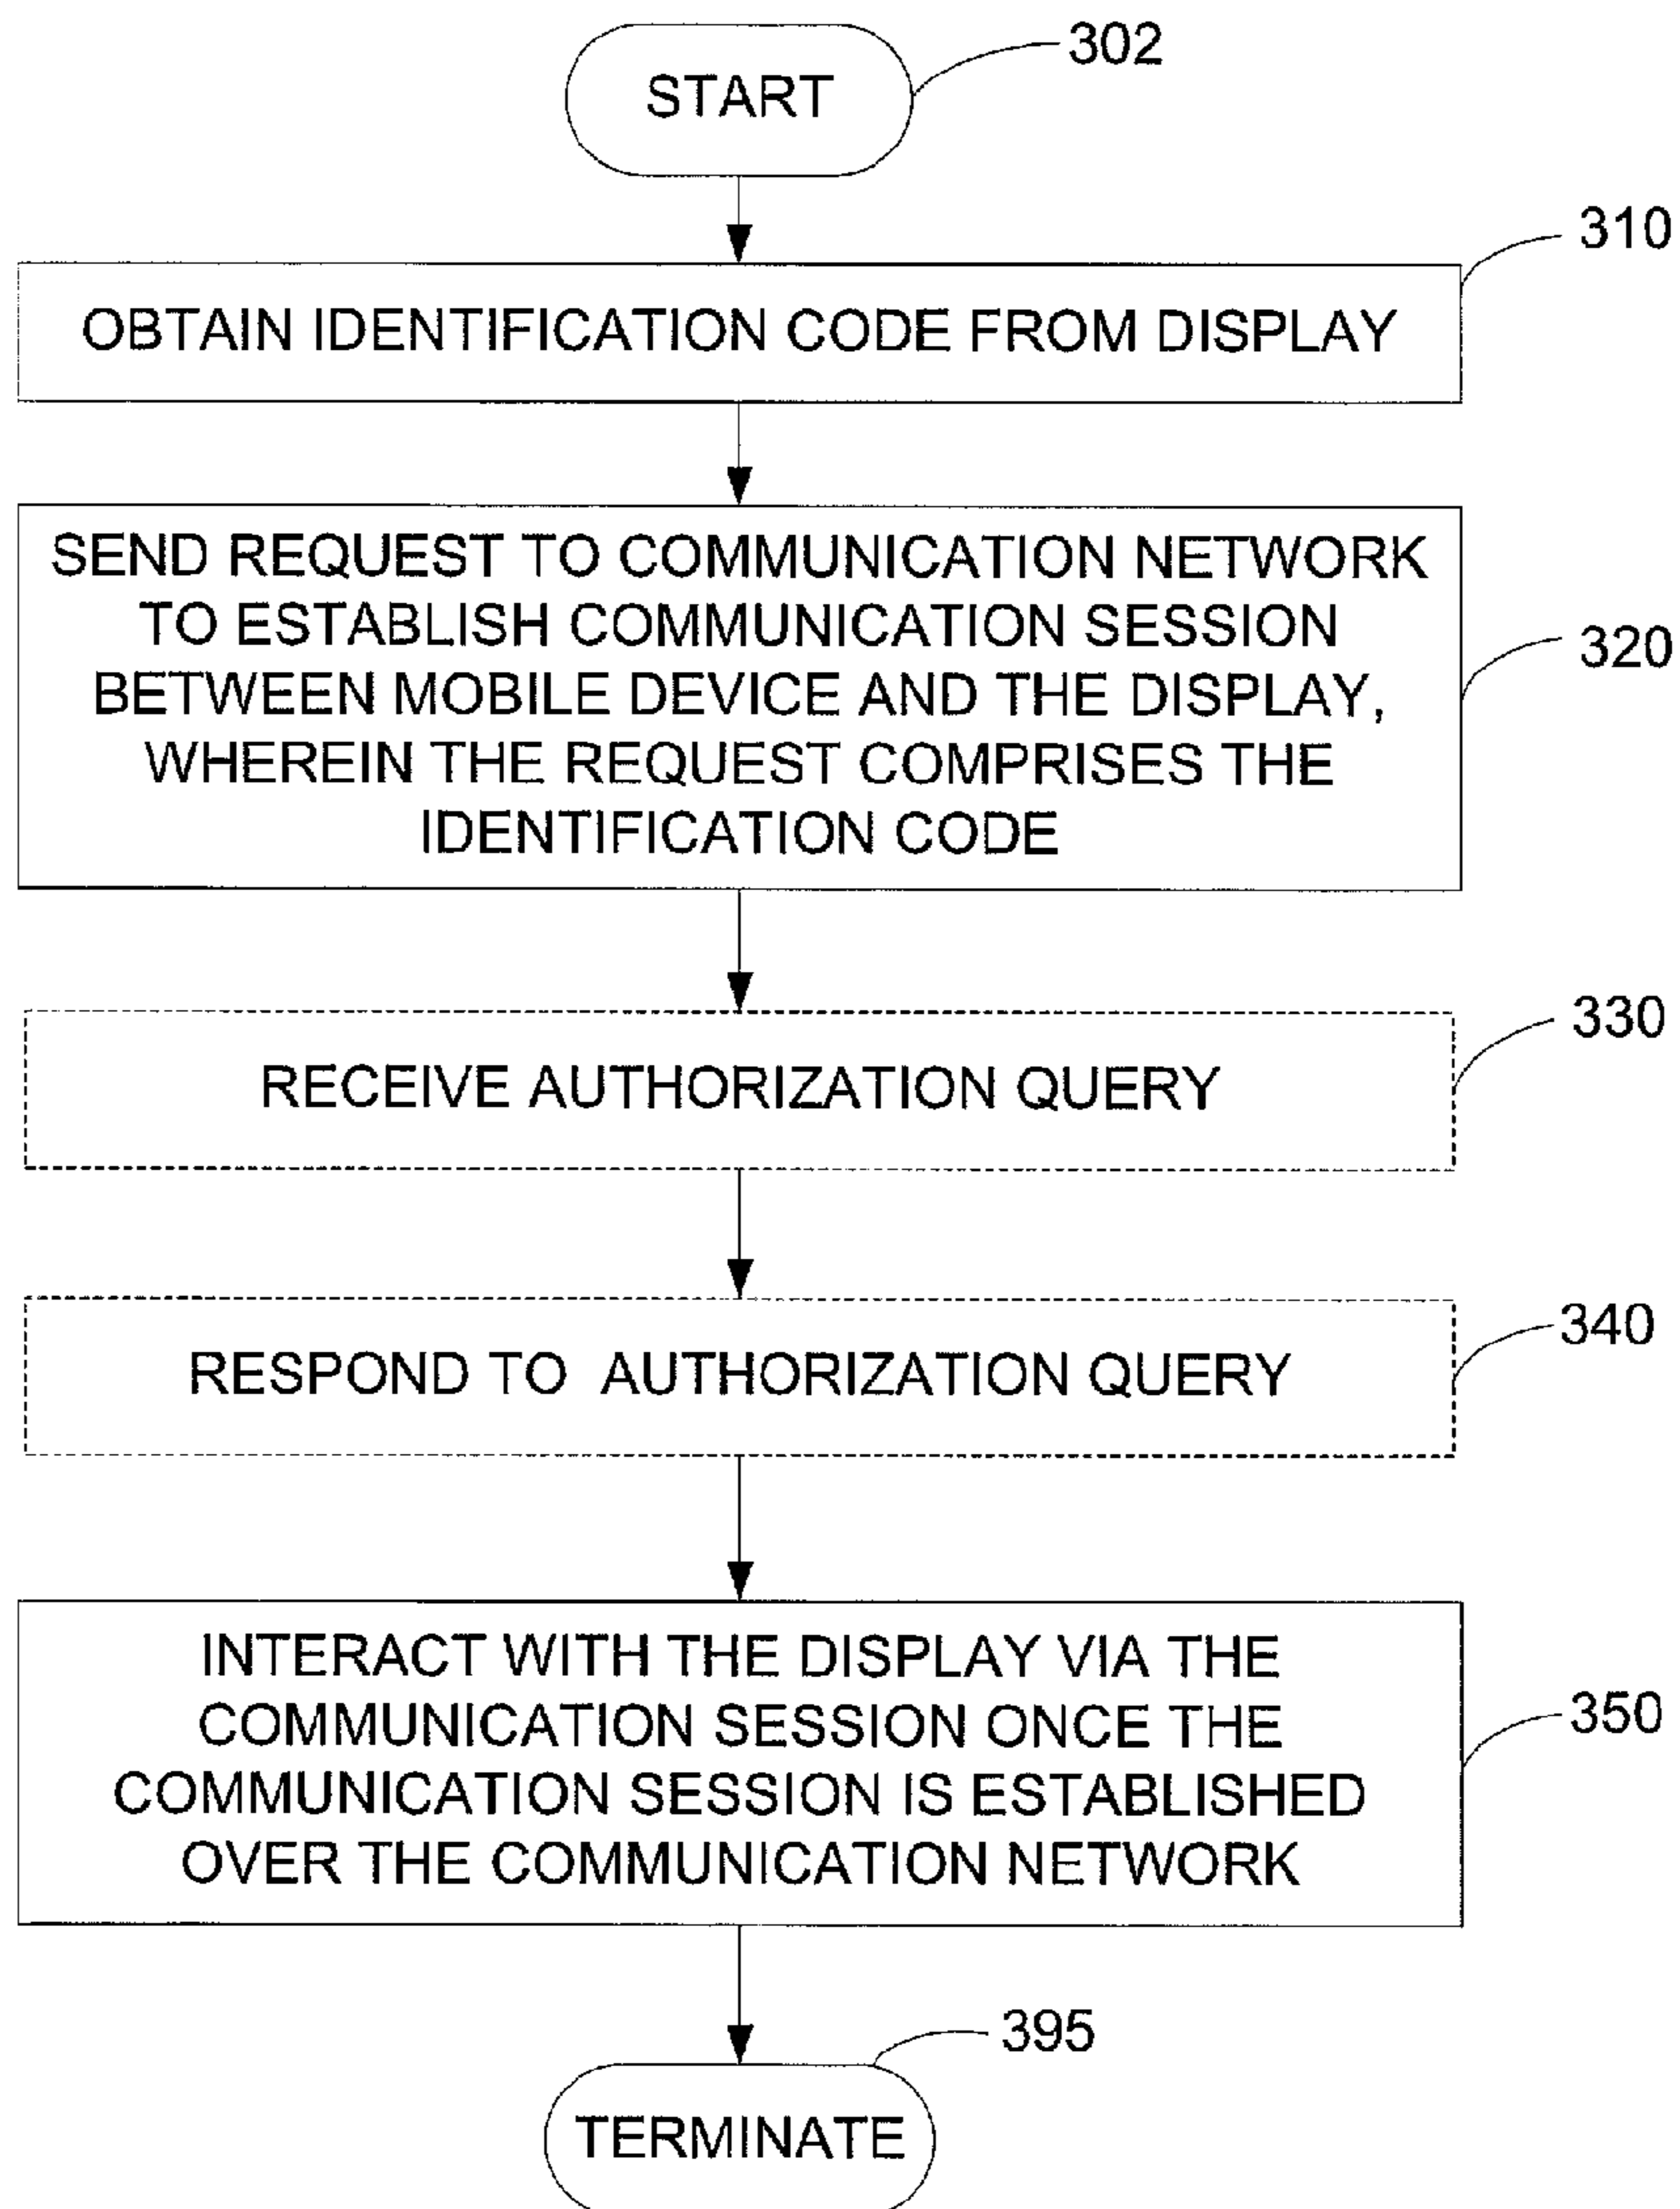 START
302
310
OBTAIN IDENTIFICATION CODE FROM DISPLAY
SEND REQUEST TO COMMUNICATION NETWORK
TO ESTABLISH COMMUNICATION SESSION
BETWEEN MOBILE DEVICE AND THE DISPLAY,
WHEREIN THE REQUEST COMPRISES THE
IDENTIFICATION CODE
320
330
RECEIVE AUTHORIZATION QUERY
340
RESPOND TO AUTHORIZATION QUERY
INTERACT WITH THE DISPLAY VIA THE
COMMUNICATION SESSION ONCE THE
COMMUNICATION SESSION IS ESTABLISHED
OVER THE COMMUNICATION NETWORK
350
395
TERMINATE